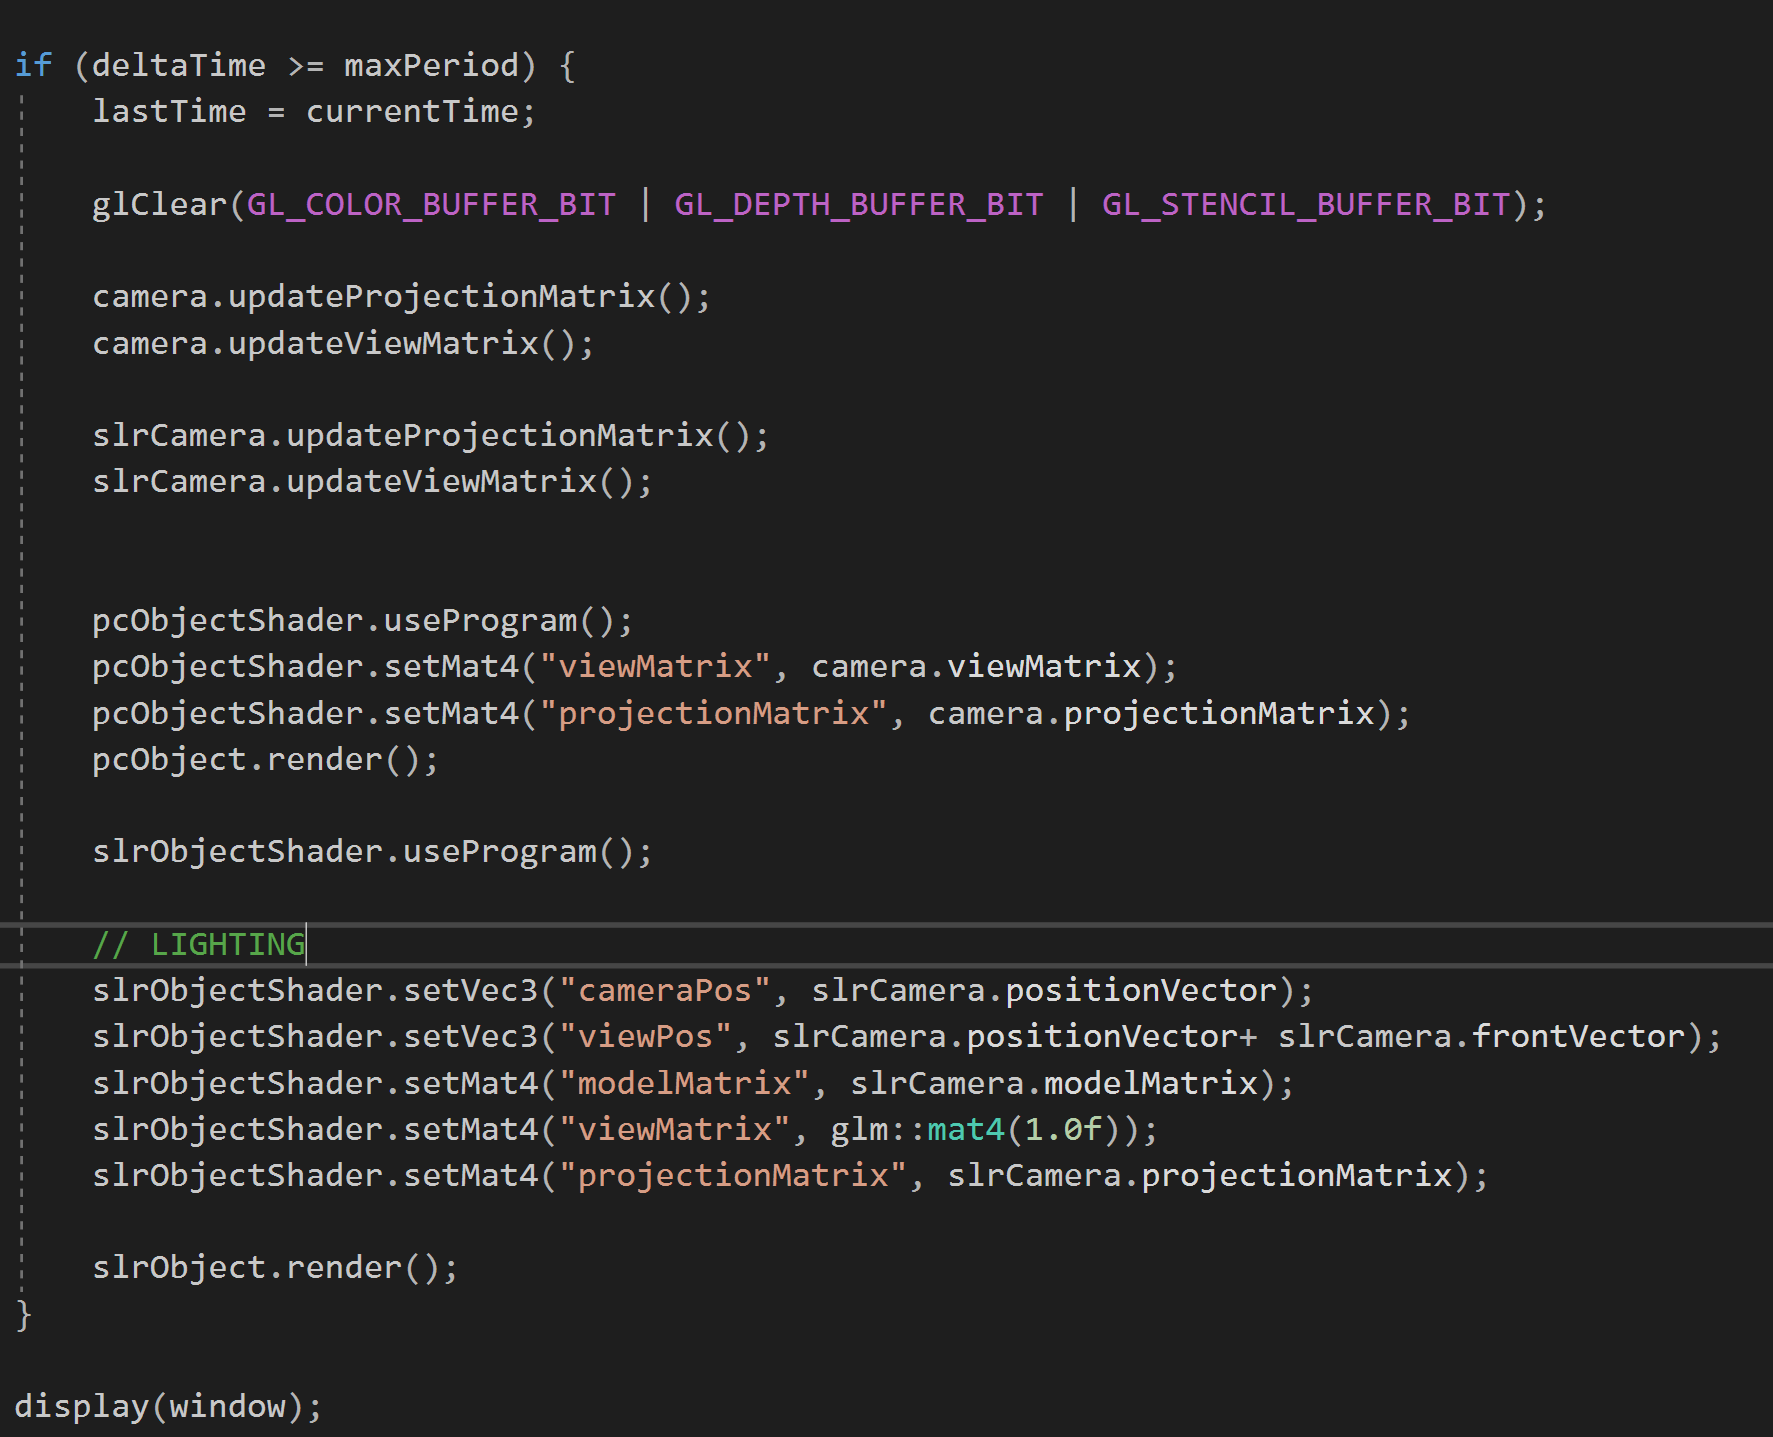 if (deltaTime >= maxPeriod) {
lastTime = currentTime;
glClear(GL_COLOR_BUFFER_BIT | GL_DEPTH_BUFFER_BIT | GL_STENCIL_BUFFER_BIT);
camera.updateProjectionMatrix();
camera.updateViewMatrix();
slrCamera.updateProjectionMatrix();
slrCamera.updateViewMatrix();
pcObjectShader.useProgram();
pcObjectShader.setMat4("viewMatrix", camera.viewMatrix);
pcObjectShader.setMat4("projectionMatrix", camera.projectionMatrix);
pcObject.render();
slrObjectShader.useProgram();
// LIGHTING
slrObjectShader.setVec3("cameraPos", slrCamera.positionVector);
slrObjectShader.setVec3("viewPos", slrCamera.positionVector+ slrCamera.frontVector);
slrObjectShader.setMat4("modelMatrix", slrCamera.modelMatrix);
slrObjectShader.setMat4("viewMatrix", glm::mat4(1.0f));
slrObjectShader.setMat4("projectionMatrix", slrCamera.projectionMatrix);
slrObject.render();
}
display(window);